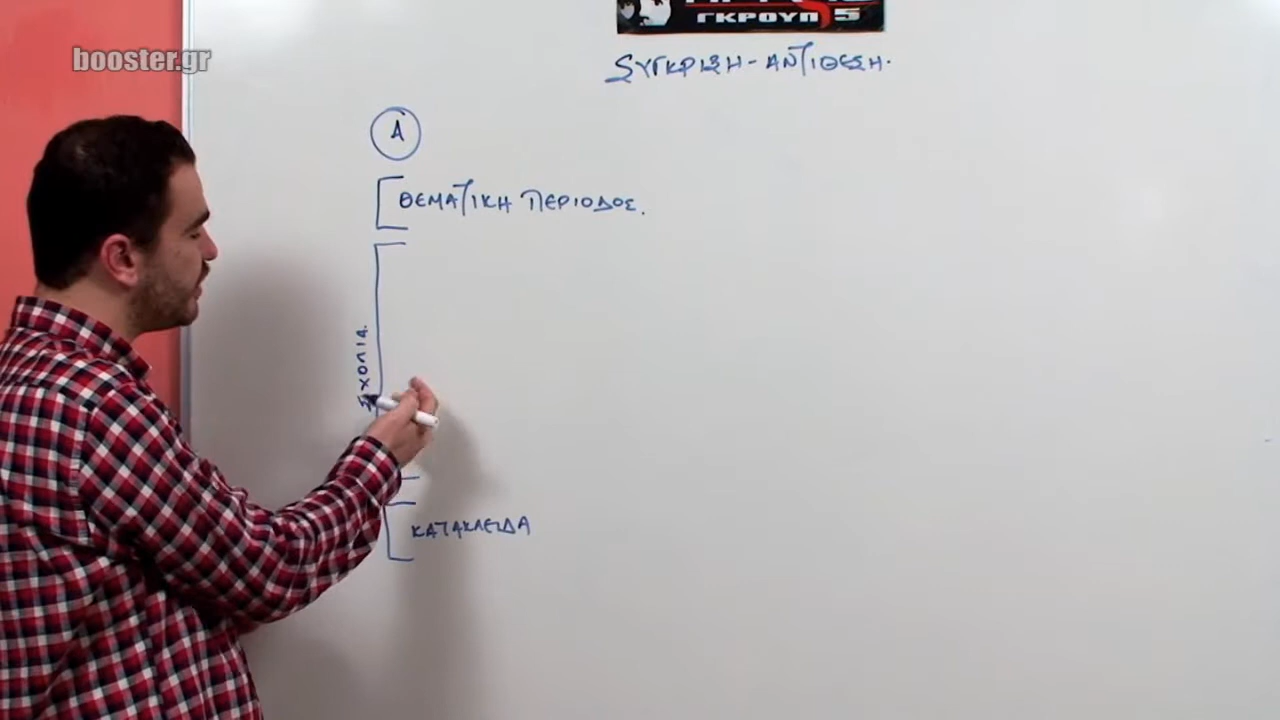 booster.gr
ΓΚΡΟΥΠ 5
ΣΥΓΚΡΙΣΗ - ΑΝΤΙΘΕΣΗ.
Α
ΘΕΜΑΤΙΚΗ ΠΕΡΙΟΔΟΣ.
ΣΧΟΛΙΑ.
ΚΑΤΑΚΛΕΙΔΑ